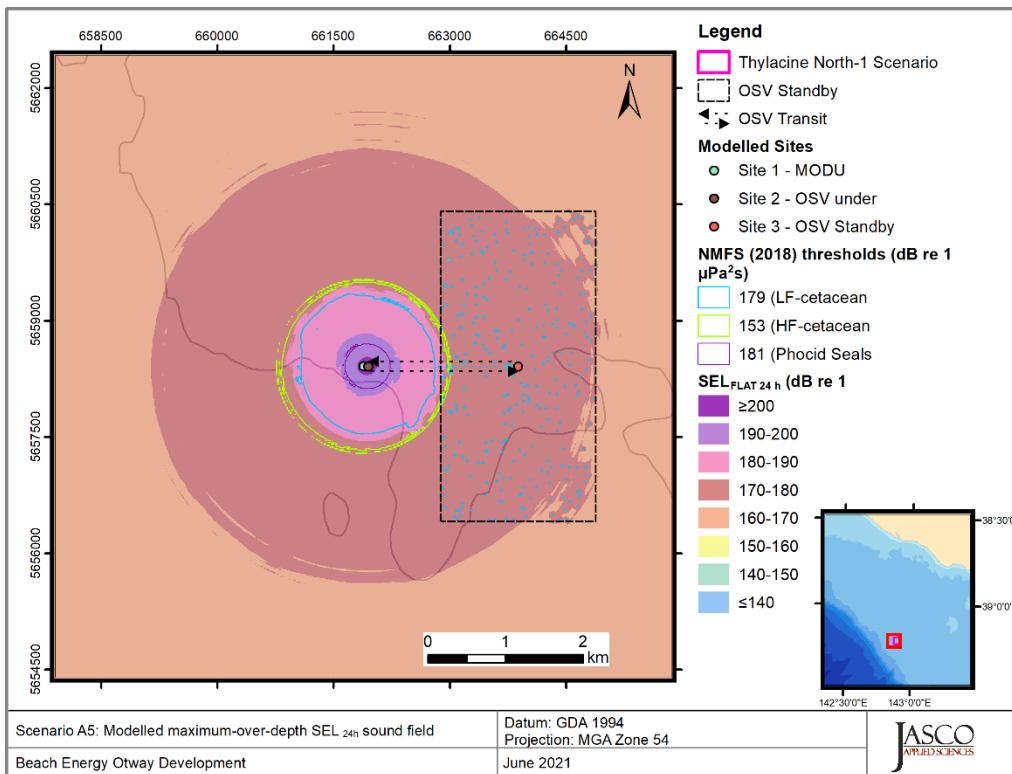 658500 660000 661500 663000 664500
5662000
5660500
5659000
5657500
5656000
5654500
N
0 1 2
km
Legend
Thylacine North-1 Scenario
OSV Standby
OSV Transit
Modelled Sites
Site 1 - MODU
Site 2 - OSV under
Site 3 - OSV Standby
NMFS (2018) thresholds (dB re 1
µPa²s)
179 (LF-cetacean
153 (HF-cetacean
181 (Phocid Seals
SEL FLAT 24 h (dB re 1
≥200
190-200
180-190
170-180
160-170
150-160
140-150
≤140
38°30'
39°0'0"
142°30'0" 143°0'0"
Scenario A5: Modelled maximum-over-depth SEL 24h sound field
Datum: GDA 1994
Projection: MGA Zone 54
Beach Energy Otway Development
June 2021
JASCO
APPLIED SCIENCES